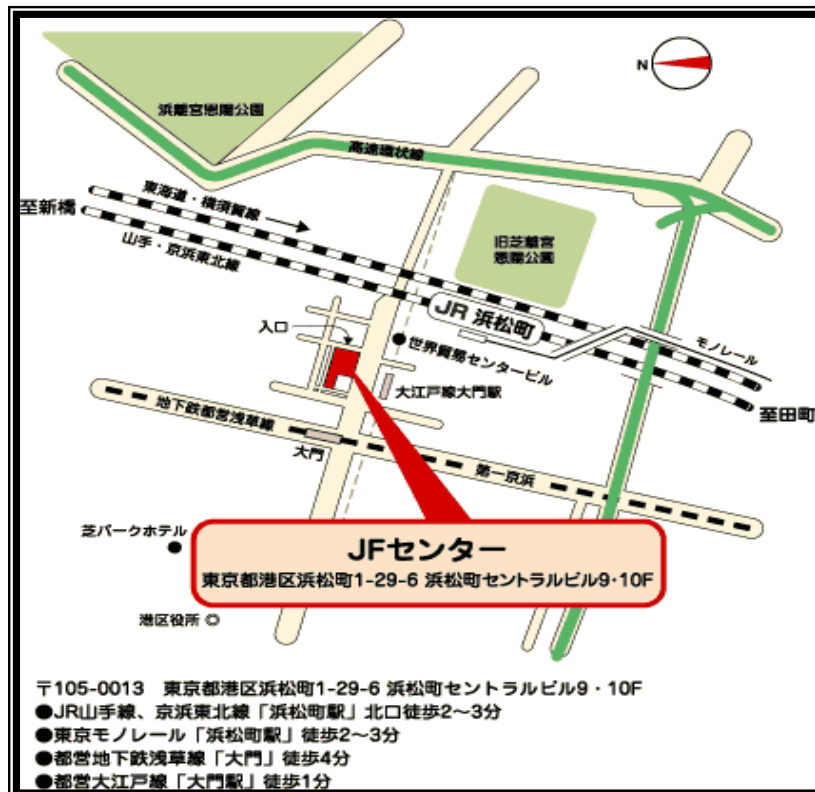 N
浜離宮恩賜公園
高速環状線
東海道・横須賀線
至新橋
山手・京浜東北線
旧芝離宮
恩賜公園
JR 浜松町
入口
世界貿易センタービル
モノレール
大江戸線大門駅
至田町
地下鉄都営浅草線
大門
第一京浜
芝パークホテル
JFセンター
東京都港区浜松町1-29-6 浜松町セントラルビル9・10F
港区役所
〒105-0013 東京都港区浜松町1-29-6 浜松町セントラルビル9・10F
●JR山手線、京浜東北線「浜松町駅」北口徒歩2〜3分
●東京モノレール「浜松町駅」徒歩2〜3分
●都営地下鉄浅草線「大門」徒歩4分
●都営大江戸線「大門駅」徒歩1分